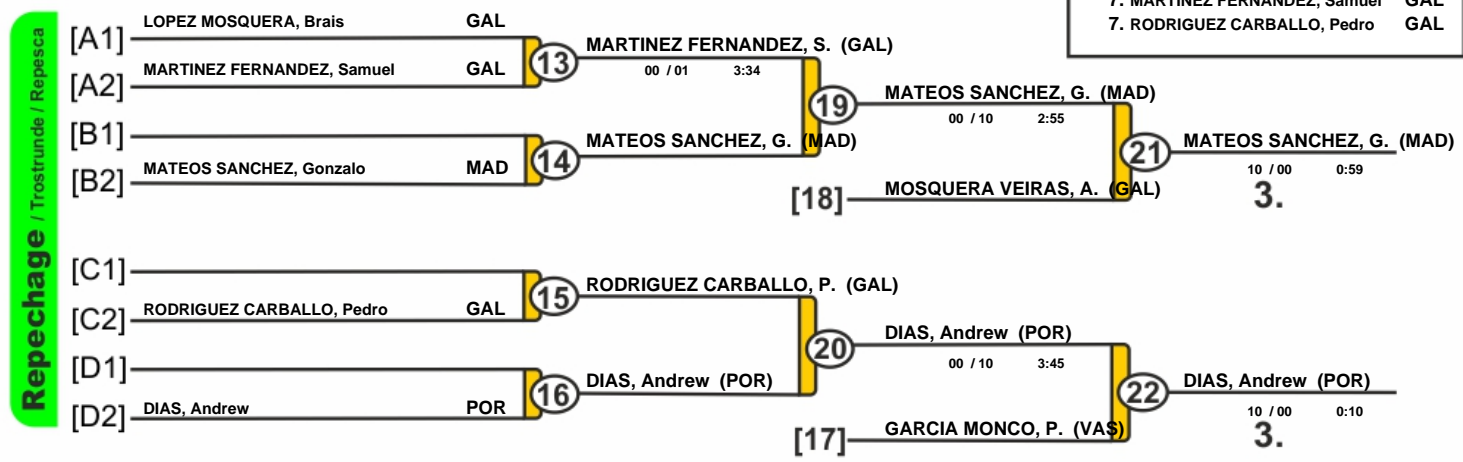 7. MARTINEZ FERNANDEZ, Samuel GAL
7. RODRIGUEZ CARBALLO, Pedro GAL
Repechage / Trostrunde / Repesca
[A1] LOPEZ MOSQUERA, Brais GAL
[A2] MARTINEZ FERNANDEZ, Samuel GAL
13 MARTINEZ FERNANDEZ, S. (GAL)
00 / 01 3:34
[B1]
[B2] MATEOS SANCHEZ, Gonzalo MAD
14 MATEOS SANCHEZ, G. (MAD)
19 MATEOS SANCHEZ, G. (MAD)
00 / 10 2:55
[18] MOSQUERA VEIRAS, A. (GAL)
21 MATEOS SANCHEZ, G. (MAD)
10 / 00 0:59
3.
[C1]
[C2] RODRIGUEZ CARBALLO, Pedro GAL
15 RODRIGUEZ CARBALLO, P. (GAL)
[D1]
[D2] DIAS, Andrew POR
16 DIAS, Andrew (POR)
20 DIAS, Andrew (POR)
00 / 10 3:45
[17] GARCIA MONCO, P. (VAS)
22 DIAS, Andrew (POR)
10 / 00 0:10
3.